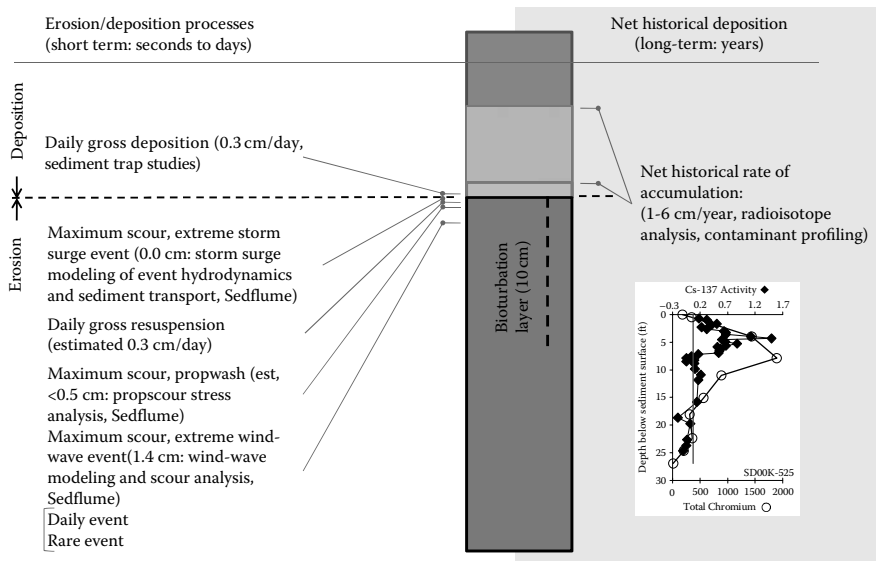 Erosion/deposition processes
(short term: seconds to days)
Net historical deposition
(long-term: years)
Deposition
Erosion
Daily gross deposition (0.3 cm/day,
sediment trap studies)
Maximum scour, extreme storm
surge event (0.0 cm: storm surge
modeling of event hydrodynamics
and sediment transport, Sedflume)
Daily gross resuspension
(estimated 0.3 cm/day)
Maximum scour, propwash (est,
<0.5 cm: propscour stress
analysis, Sedflume)
Maximum scour, extreme wind-
wave event(1.4 cm: wind-wave
modeling and scour analysis,
Sedflume)
Daily event
Rare event
Bioturbation
layer (10 cm)
Net historical rate of
accumulation:
(1-6 cm/year, radioisotope
analysis, contaminant profiling)
Cs-137 Activity
−0.3 0.2 0.7 1.2 1.7
Depth below sediment surface (ft)
0
5
10
15
20
25
30
SD00K-525
0 500 1000 1500 2000
Total Chromium